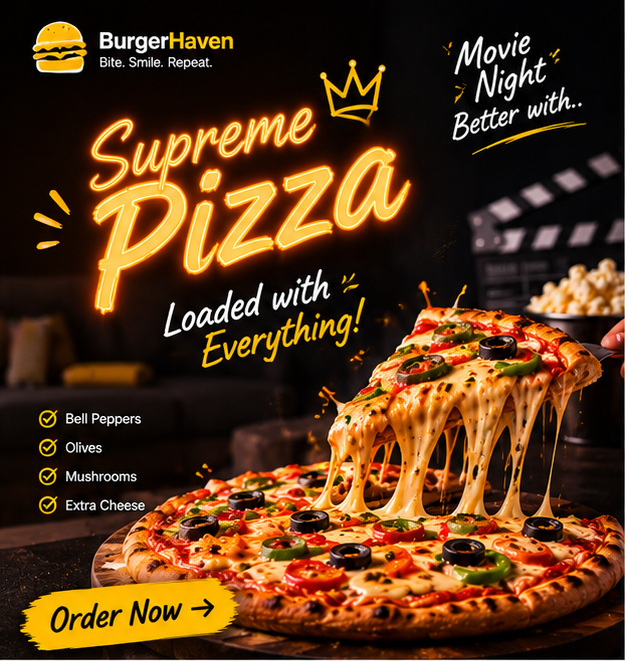 BurgerHaven
Bite. Smile. Repeat.
Movie
Night
Better with..
Supreme
Pizza
Loaded with
Everything!
Bell Peppers
Olives
Mushrooms
Extra Cheese
Order Now →